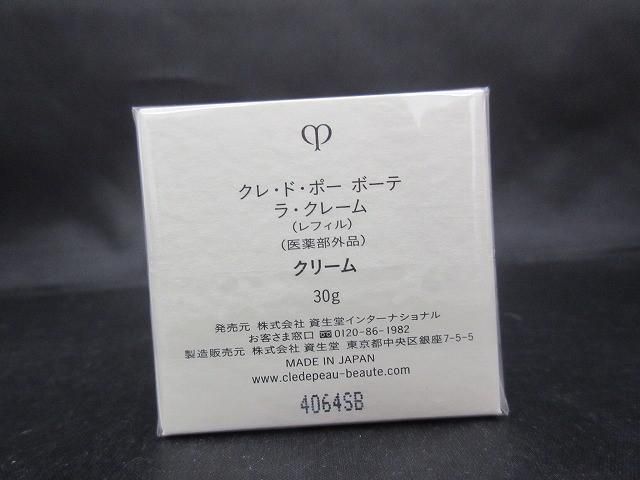 クレ・ド・ポー ボーテ
ラ・クレーム
(レフィル)
(医薬部外品)
クリーム
30g
発売元 株式会社 資生堂インターナショナル
お客さま窓口 0120-86-1982
製造販売元 株式会社 資生堂 東京都中央区銀座7-5-5
MADE IN JAPAN
www.cledepeau-beaute.com
4064SB